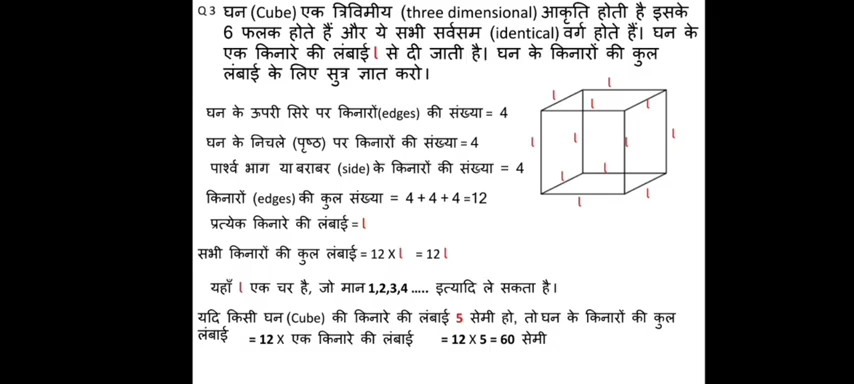 Q 3 घन (Cube) एक त्रिविमीय (three dimensional) आकृति होती है इसके
6 फलक होते हैं और ये सभी सर्वसम (identical) वर्ग होते हैं। घन के
एक किनारे की लंबाई l से दी जाती है। घन के किनारों की कुल
लंबाई के लिए सुत्र ज्ञात करो।
घन के ऊपरी सिरे पर किनारों(edges) की संख्या = 4
घन के निचले (पृष्ठ) पर किनारों की संख्या = 4
पार्श्व भाग या बराबर (side) के किनारों की संख्या = 4
किनारों (edges) की कुल संख्या = 4 + 4 + 4 =12
प्रत्येक किनारे की लंबाई = l
सभी किनारों की कुल लंबाई = 12 X l = 12 l
यहाँ l एक चर है, जो मान 1,2,3,4 ..... इत्यादि ले सकता है।
यदि किसी घन (Cube) की किनारे की लंबाई 5 सेमी हो, तो घन के किनारों की कुल
लंबाई = 12 X एक किनारे की लंबाई = 12 X 5 = 60 सेमी
l
l
l
l
l
l
l
l
l
l
l
l